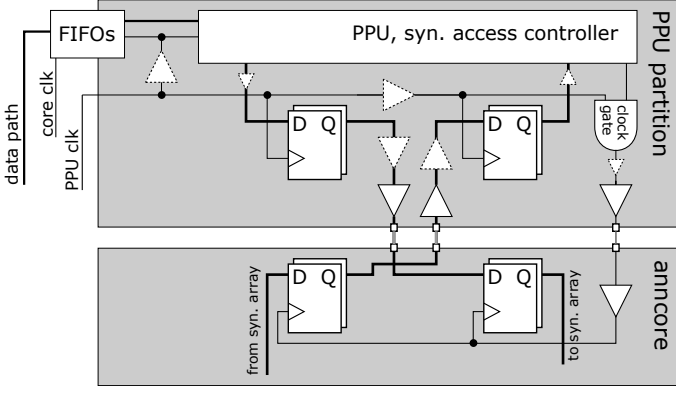 FIFOs
PPU, syn. access controller
PPU partition
data path
core clk
PPU clk
D Q
D Q
clock
gate
D Q
D Q
from syn. array
to syn. array
anncore